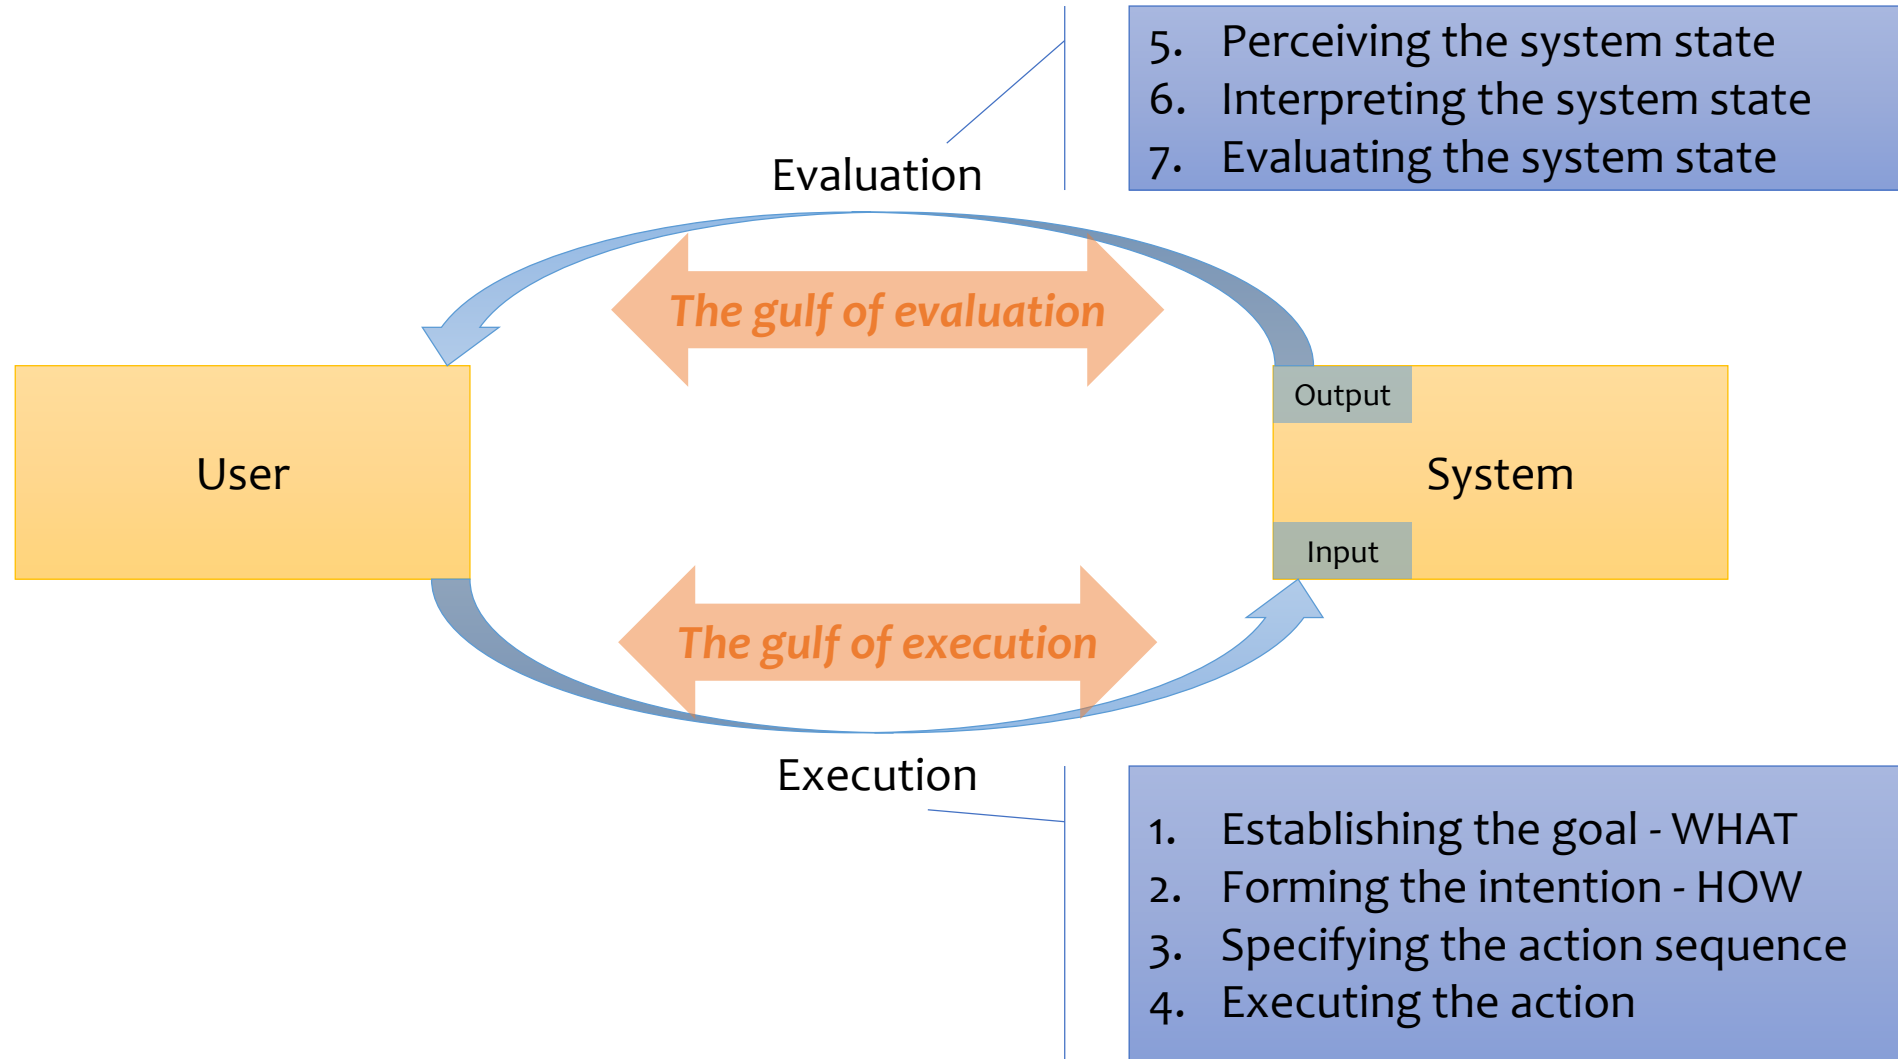 5. Perceiving the system state
6. Interpreting the system state
7. Evaluating the system state
Evaluation
The gulf of evaluation
User
Output
System
Input
The gulf of execution
Execution
1. Establishing the goal - WHAT
2. Forming the intention - HOW
3. Specifying the action sequence
4. Executing the action